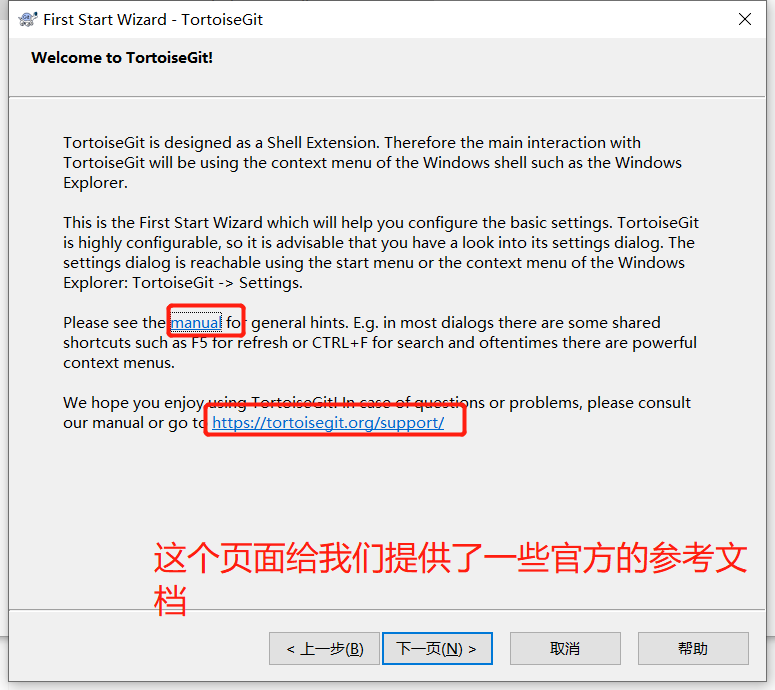 First Start Wizard - TortoiseGit
Welcome to TortoiseGit!
TortoiseGit is designed as a Shell Extension. Therefore the main interaction with
TortoiseGit will be using the context menu of the Windows shell such as the Windows
Explorer.
This is the First Start Wizard which will help you configure the basic settings. TortoiseGit
is highly configurable, so it is advisable that you have a look into its settings dialog. The
settings dialog is reachable using the start menu or the context menu of the Windows
Explorer: TortoiseGit -> Settings.
Please see the manual for general hints. E.g. in most dialogs there are some shared
shortcuts such as F5 for refresh or CTRL+F for search and oftentimes there are powerful
context menus.
We hope you enjoy using TortoiseGit! In case of questions or problems, please consult
our manual or go to https://tortoisegit.org/support/
这个页面给我们提供了一些官方的参考文
档
< 上一步(B)
下一页(N) >
取消
帮助